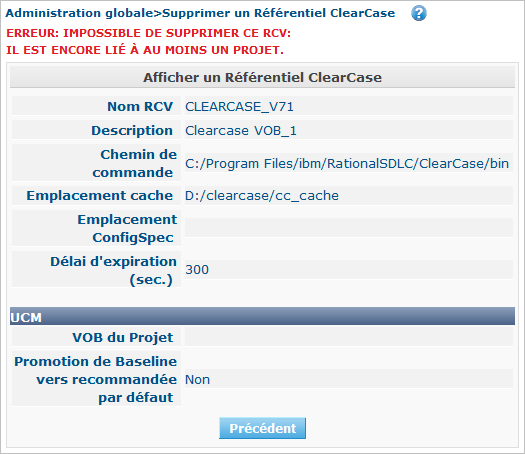 Administration globale>Supprimer un Référentiel ClearCase ?
ERREUR: IMPOSSIBLE DE SUPPRIMER CE RCV:
IL EST ENCORE LIÉ À AU MOINS UN PROJET.
Afficher un Référentiel ClearCase
Nom RCV CLEARCASE_V71
Description Clearcase VOB_1
Chemin de
commande C:/Program Files/ibm/RationalSDLC/ClearCase/bin
Emplacement cache D:/clearcase/cc_cache
Emplacement
ConfigSpec
Délai d'expiration
(sec.) 300
UCM
VOB du Projet
Promotion de Baseline
vers recommandée Non
par défaut
Précédent